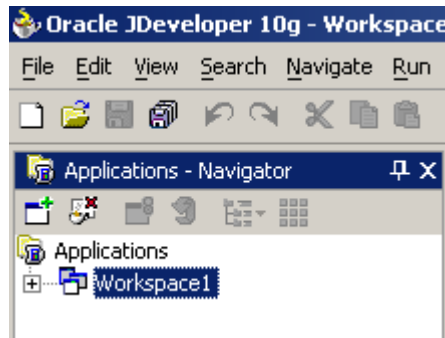 Oracle JDeveloper 10g - Workspace
File Edit View Search Navigate Run
Applications - Navigator
Applications
Workspace1